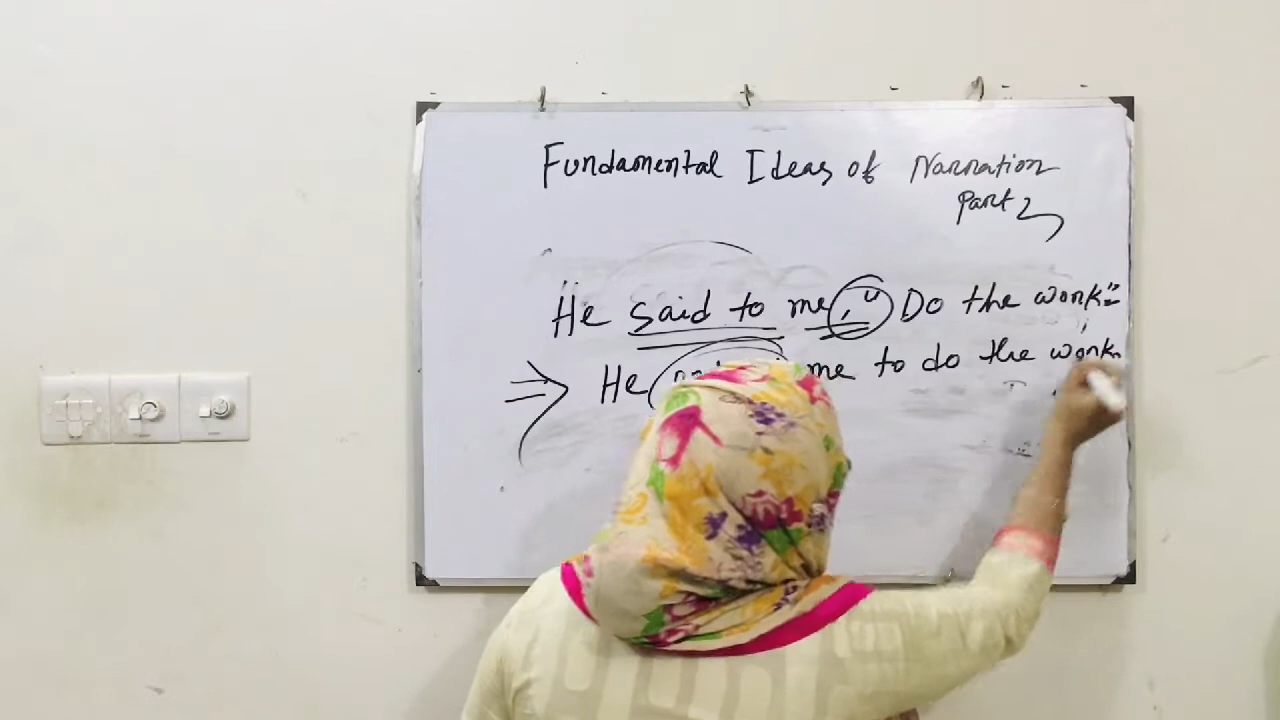 Fundamental Ideas of Narration
Part 2
He said to me, " Do the work"
He me to do the work